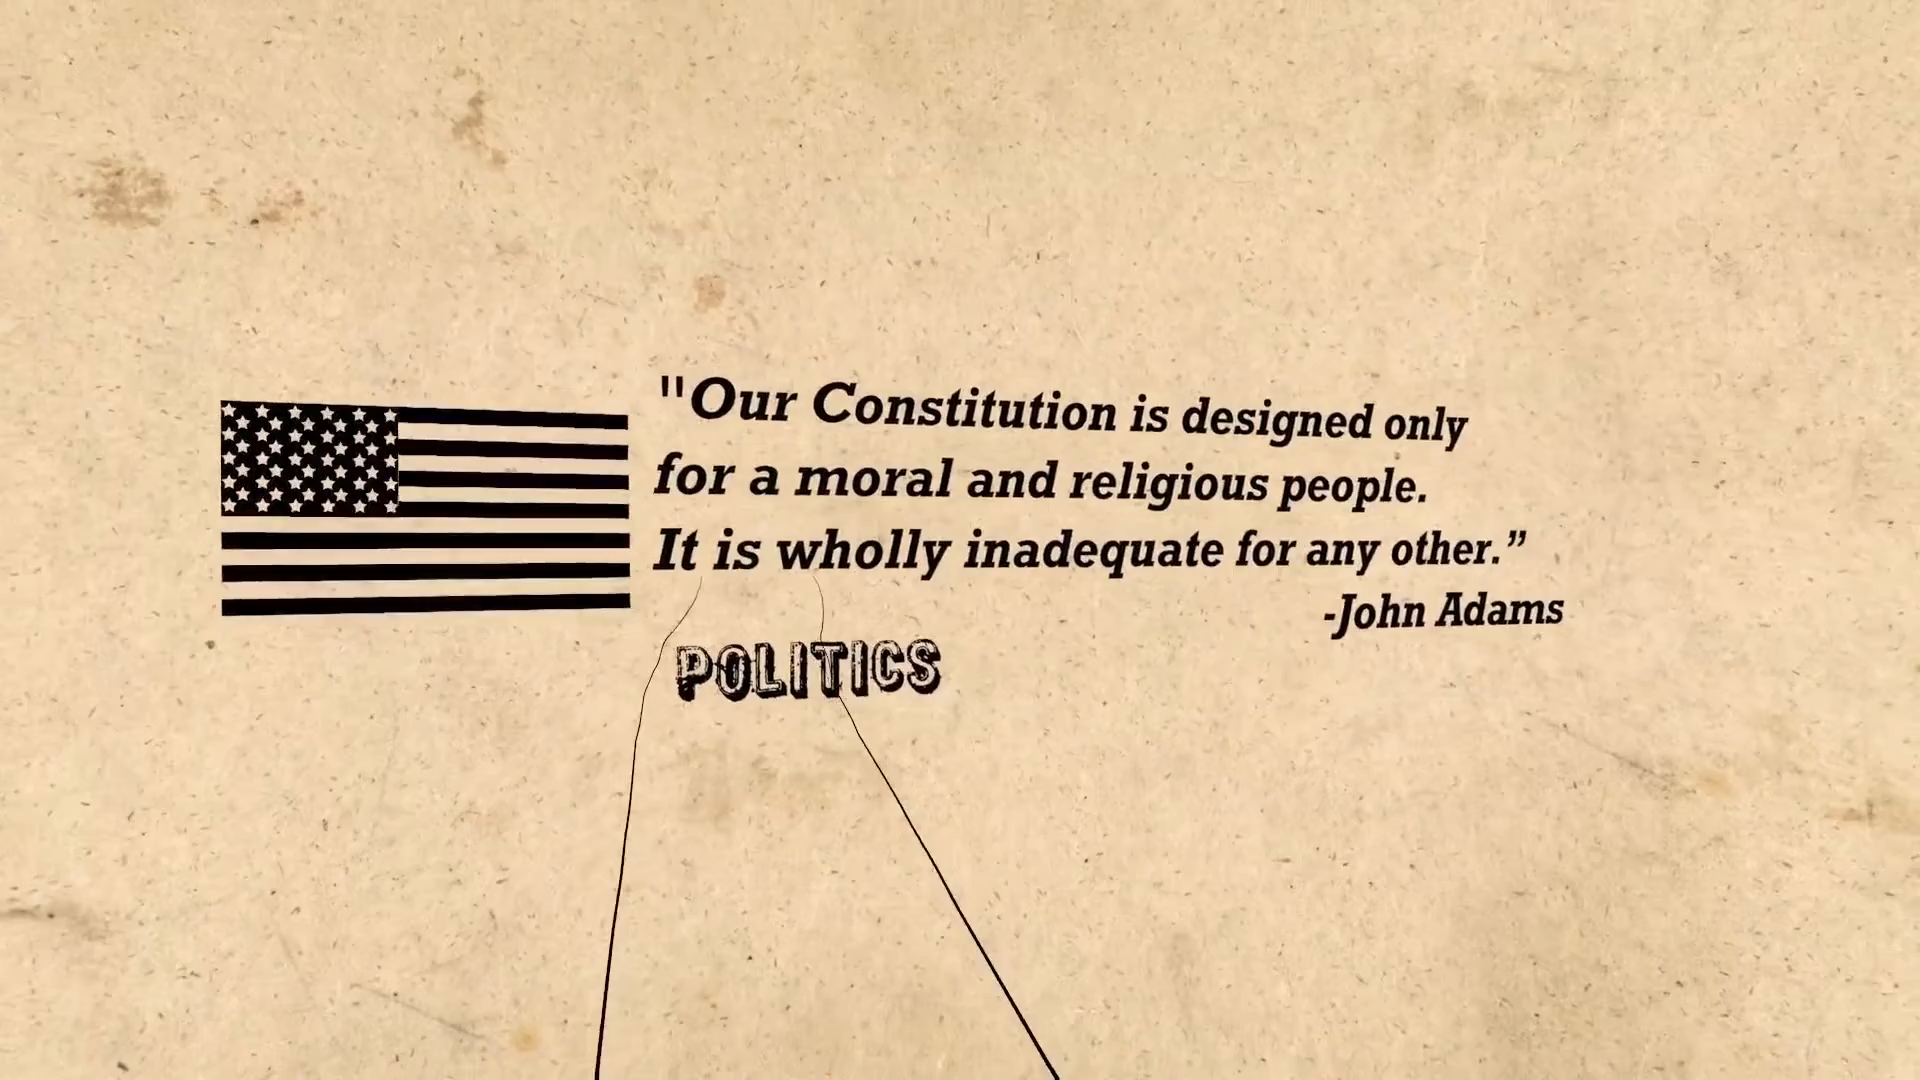 "Our Constitution is designed only
for a moral and religious people.
It is wholly inadequate for any other.”
-John Adams
POLITICS